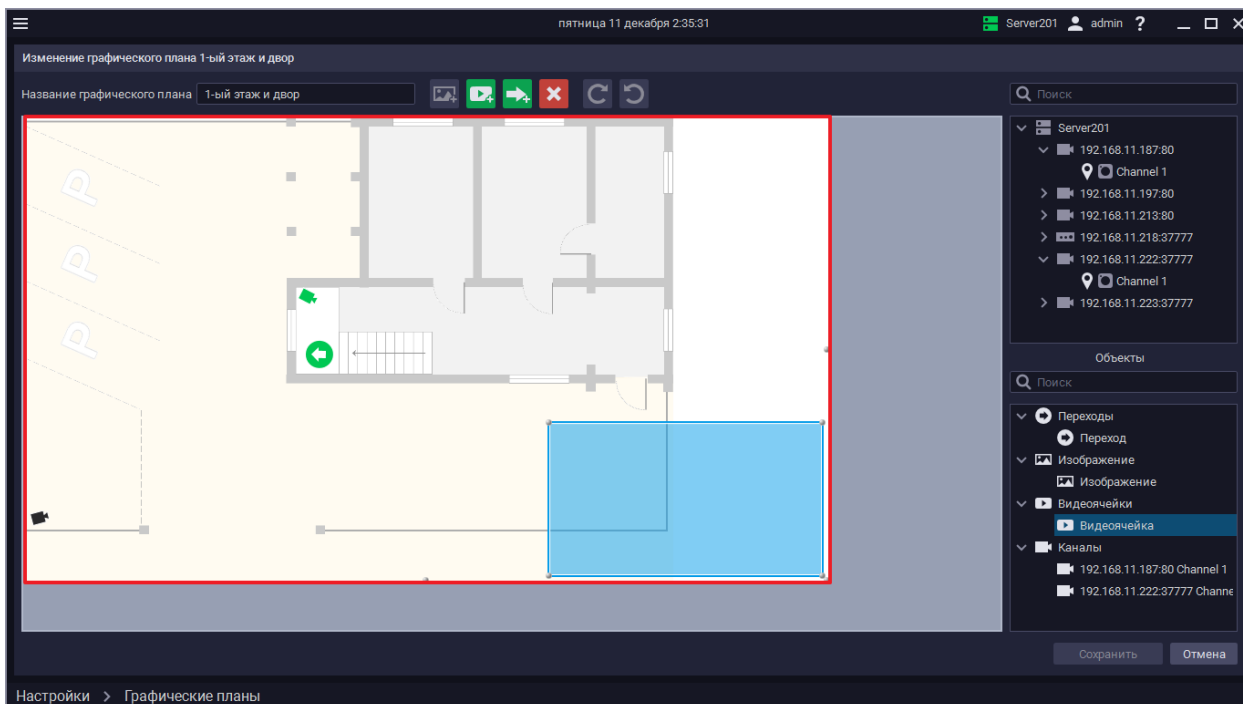 пятница 11 декабря 2:35:31
Server201
admin
?
Изменение графического плана 1-ый этаж и двор
Название графического плана
1-ый этаж и двор
Поиск
P
P
P
Server201
192.168.11.187:80
Channel 1
192.168.11.197:80
192.168.11.213:80
192.168.11.218:37777
192.168.11.222:37777
Channel 1
192.168.11.223:37777
Объекты
Поиск
Переходы
Переход
Изображение
Изображение
Видеоячейки
Видеоячейка
Каналы
192.168.11.187:80 Channel 1
192.168.11.222:37777 Channe
Сохранить
Отмена
Настройки > Графические планы